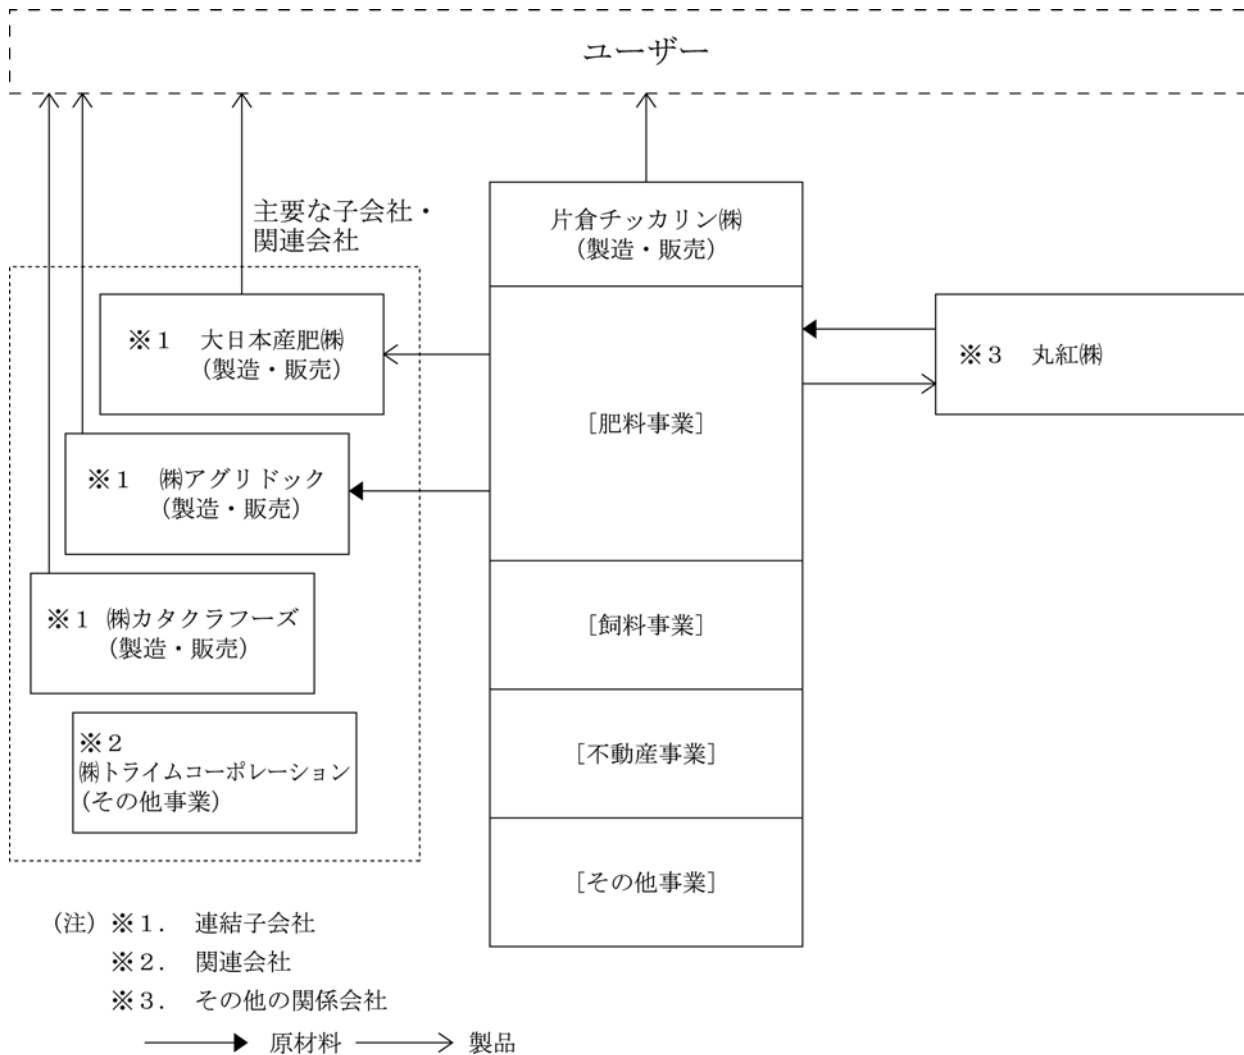 ユーザー
主要な子会社・
関連会社
片倉チッカリン㈱
（製造・販売）
※１　大日本産肥㈱
（製造・販売）
※３　丸紅㈱
［肥料事業］
※１　㈱アグリドック
（製造・販売）
※１　㈱カタクラフーズ
（製造・販売）
［飼料事業］
※２
㈱トライムコーポレーション
（その他事業）
［不動産事業］
［その他事業］
（注）※１．　連結子会社
※２．　関連会社
※３．　その他の関係会社
原材料　製品